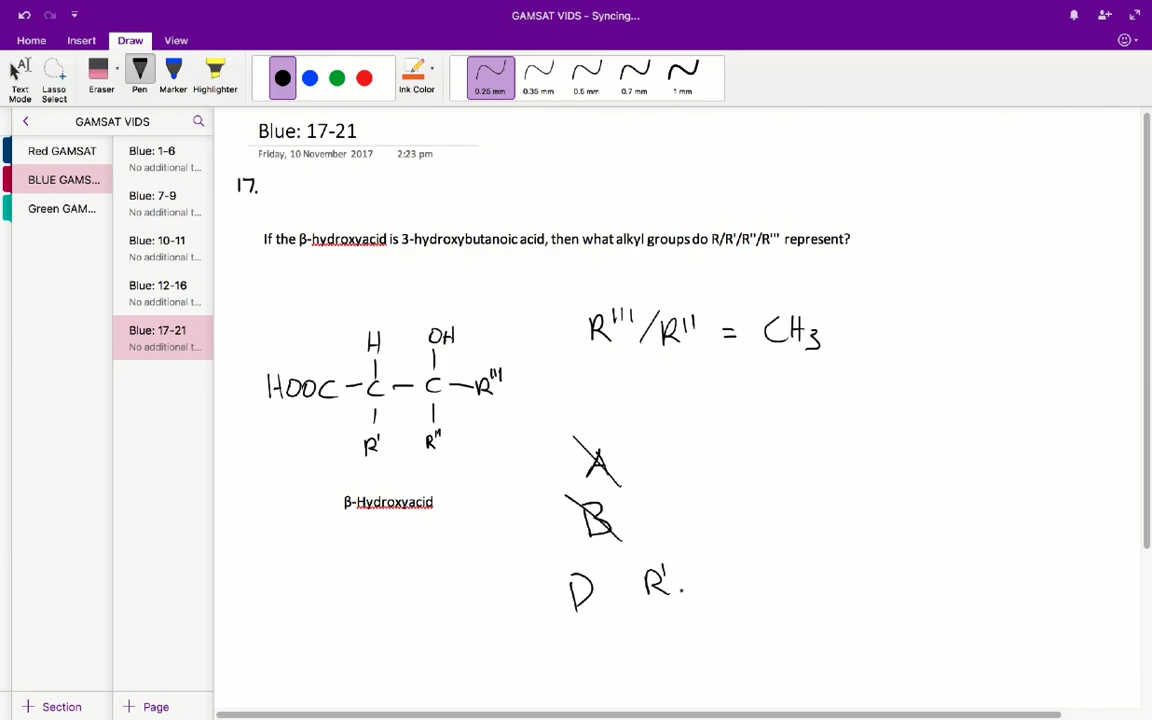 GAMSAT VIDS - Syncing...
Home Insert Draw View
Text Mode
Lasso Select
Eraser
Pen
Marker
Highlighter
Ink Color
0.25 mm
0.35 mm
0.5 mm
0.7 mm
1 mm
GAMSAT VIDS
Red GAMSAT
BLUE GAMS...
Green GAM...
Blue: 1-6
No additional t...
Blue: 7-9
No additional t...
Blue: 10-11
No additional t...
Blue: 12-16
No additional t...
Blue: 17-21
No additional t...
+ Section
+ Page
Blue: 17-21
Friday, 10 November 2017 2:23 pm
17.
If the β-hydroxyacid is 3-hydroxybutanoic acid, then what alkyl groups do R/R'/R''/R''' represent?
R'''/R'' = CH3
H OH
HOOC - C - C - R'''
R' R''
β-Hydroxyacid
A
B
D R'.